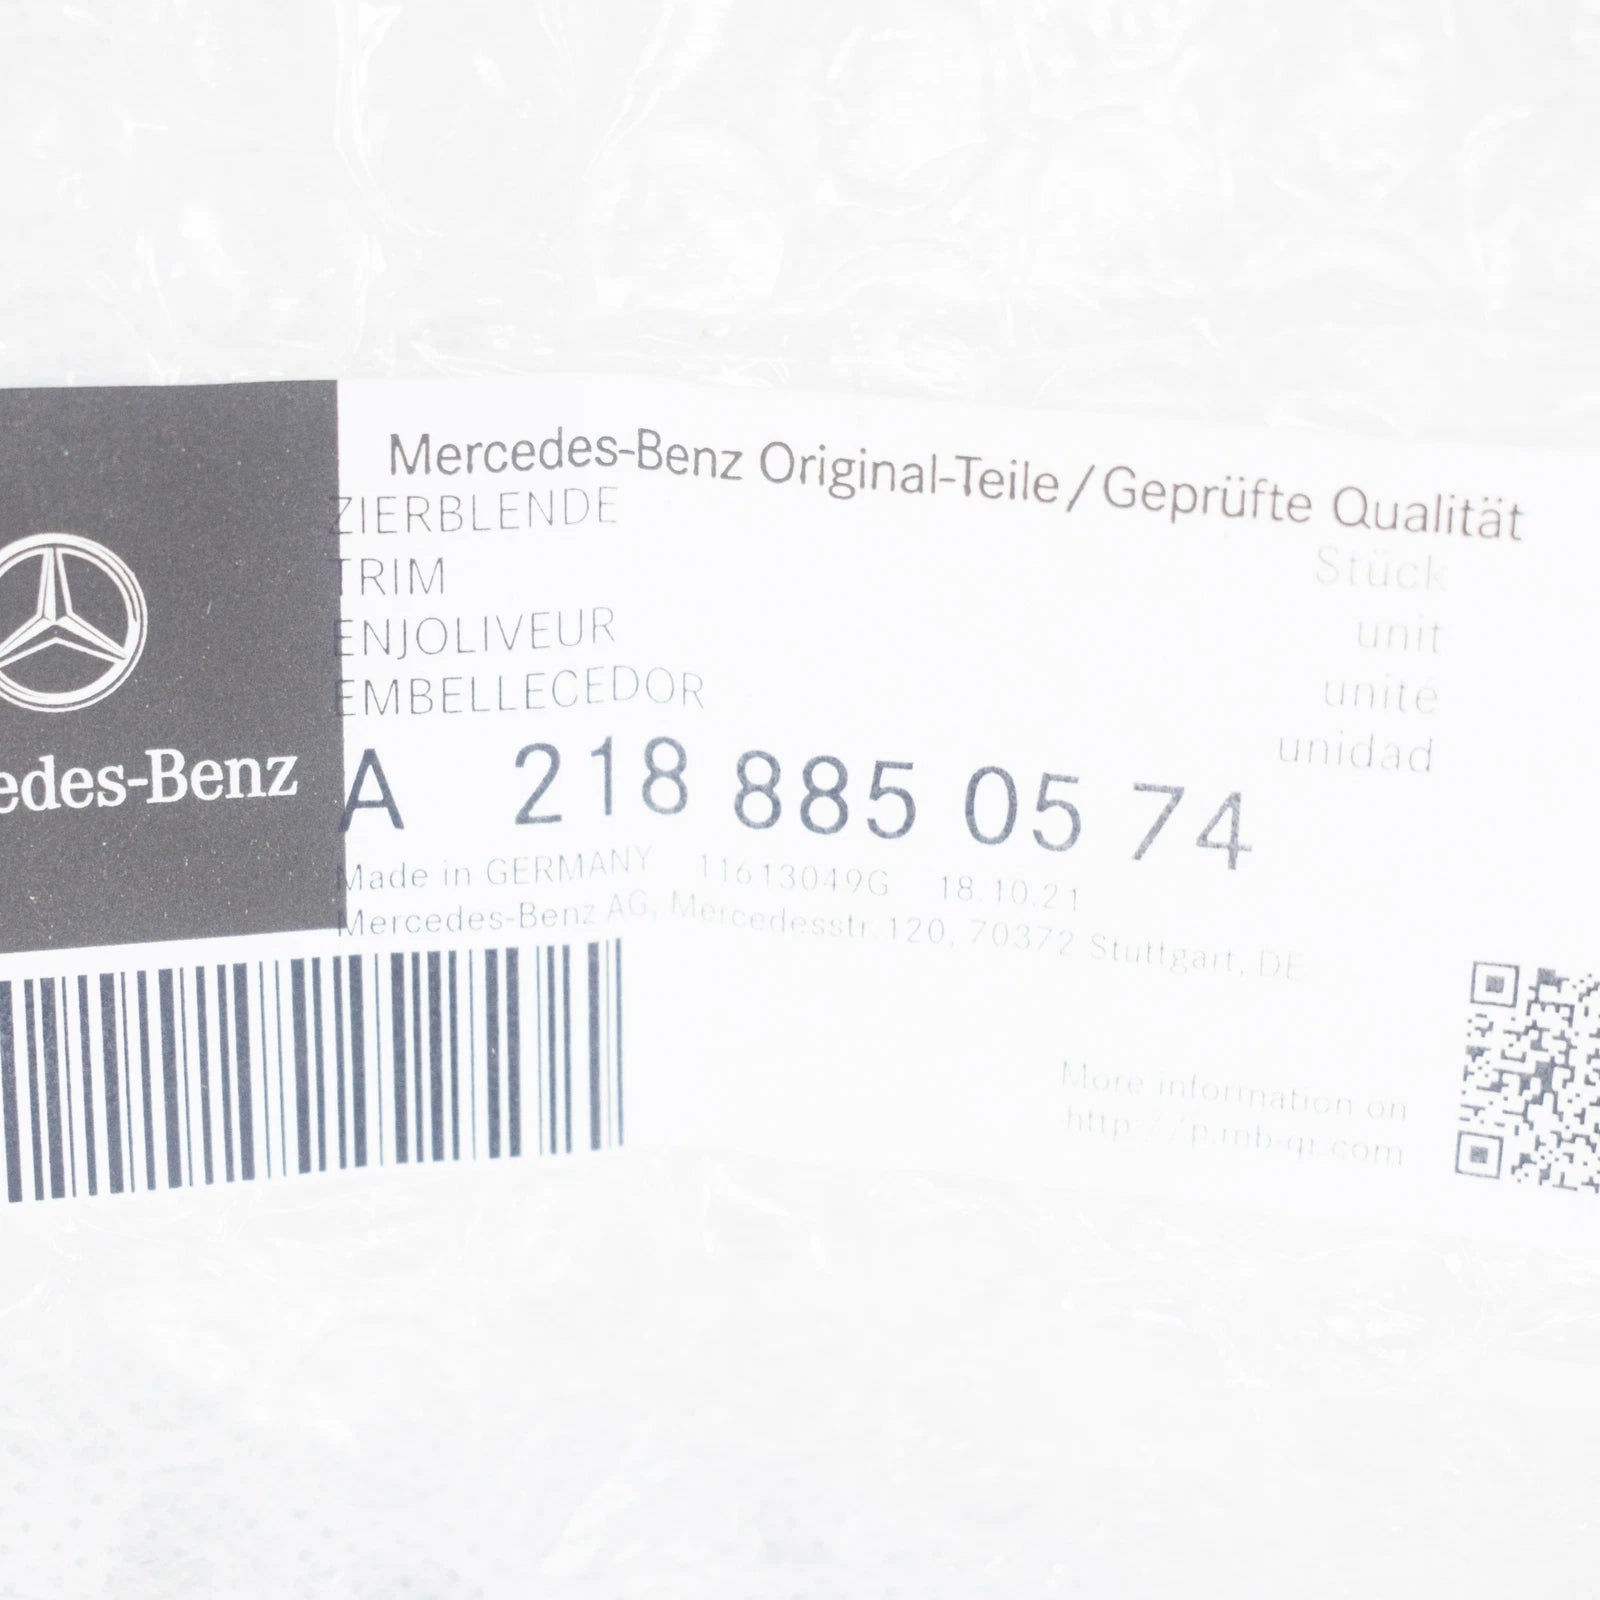 Mercedes-Benz Original-Teile/Geprüfte Qualität
ZIERBLENDE
TRIM
ENJOLIVEUR
EMBELLECEDOR
Stück
unit
unité
unidad
edes-Benz
A 218 885 05 74
Made in GERMANY 11613049G 18.10.21
Mercedes-Benz AG, Mercedesstr.120, 70372 Stuttgart, DE
More information on
http://p.mb-qr.com